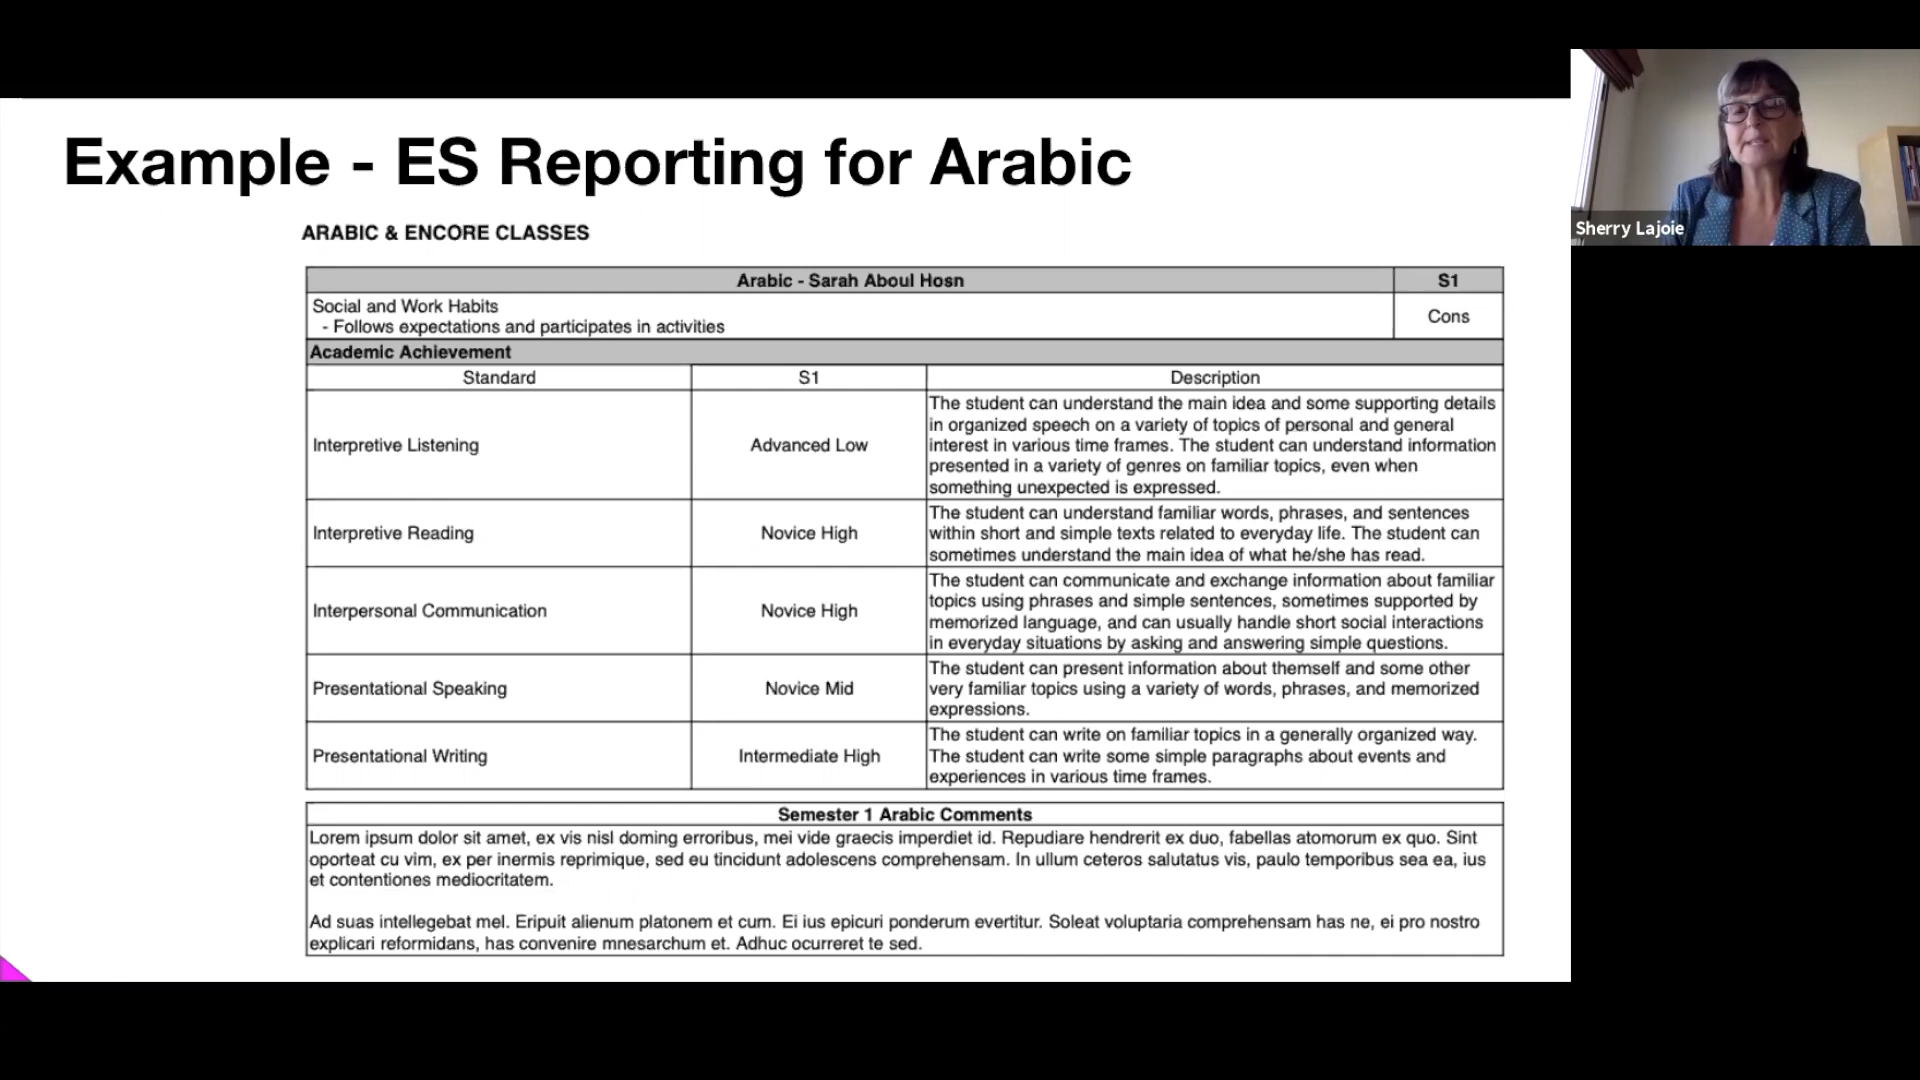 Example - ES Reporting for Arabic
ARABIC & ENCORE CLASSES
Arabic - Sarah Aboul Hosn
S1
Social and Work Habits
- Follows expectations and participates in activities
Cons
Academic Achievement
Standard
S1
Description
Interpretive Listening
Advanced Low
The student can understand the main idea and some supporting details
in organized speech on a variety of topics of personal and general
interest in various time frames. The student can understand information
presented in a variety of genres on familiar topics, even when
something unexpected is expressed.
Interpretive Reading
Novice High
The student can understand familiar words, phrases, and sentences
within short and simple texts related to everyday life. The student can
sometimes understand the main idea of what he/she has read.
Interpersonal Communication
Novice High
The student can communicate and exchange information about familiar
topics using phrases and simple sentences, sometimes supported by
memorized language, and can usually handle short social interactions
in everyday situations by asking and answering simple questions.
Presentational Speaking
Novice Mid
The student can present information about themself and some other
very familiar topics using a variety of words, phrases, and memorized
expressions.
Presentational Writing
Intermediate High
The student can write on familiar topics in a generally organized way.
The student can write some simple paragraphs about events and
experiences in various time frames.
Semester 1 Arabic Comments
Lorem ipsum dolor sit amet, ex vis nisl doming erroribus, mei vide graecis imperdiet id. Repudiare hendrerit ex duo, fabellas atomorum ex quo. Sint
oporteat cu vim, ex per inermis reprimique, sed eu tincidunt adolescens comprehensam. In ullum ceteros salutatus vis, paulo temporibus sea ea, ius
et contentiones mediocritatem.
Ad suas intellegebat mel. Eripuit alienum platonem et cum. Ei ius epicuri ponderum evertitur. Soleat voluptaria comprehensam has ne, ei pro nostro
explicari reformidans, has convenire mnesarchum et. Adhuc ocurreret te sed.
Sherry Lajoie